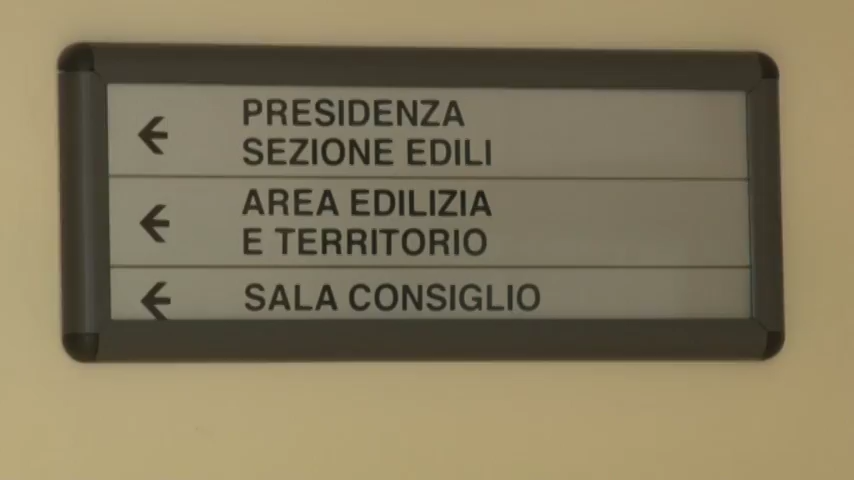 PRESIDENZA
SEZIONE EDILI
AREA EDILIZIA
E TERRITORIO
SALA CONSIGLIO